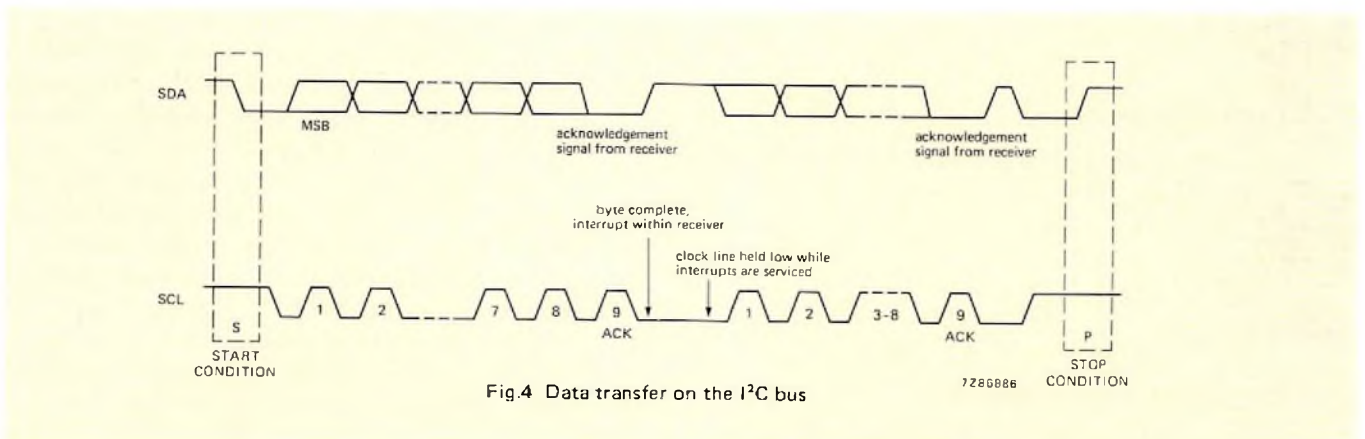 SDA
MSB
acknowledgement
signal from receiver
acknowledgement
signal from receiver
byte complete,
interrupt within receiver
clock line held low while
interrupts are serviced
SCL
S
1
2
7
8
9
ACK
1
2
3-8
9
ACK
P
START
CONDITION
STOP
CONDITION
7286886
Fig.4 Data transfer on the I²C bus